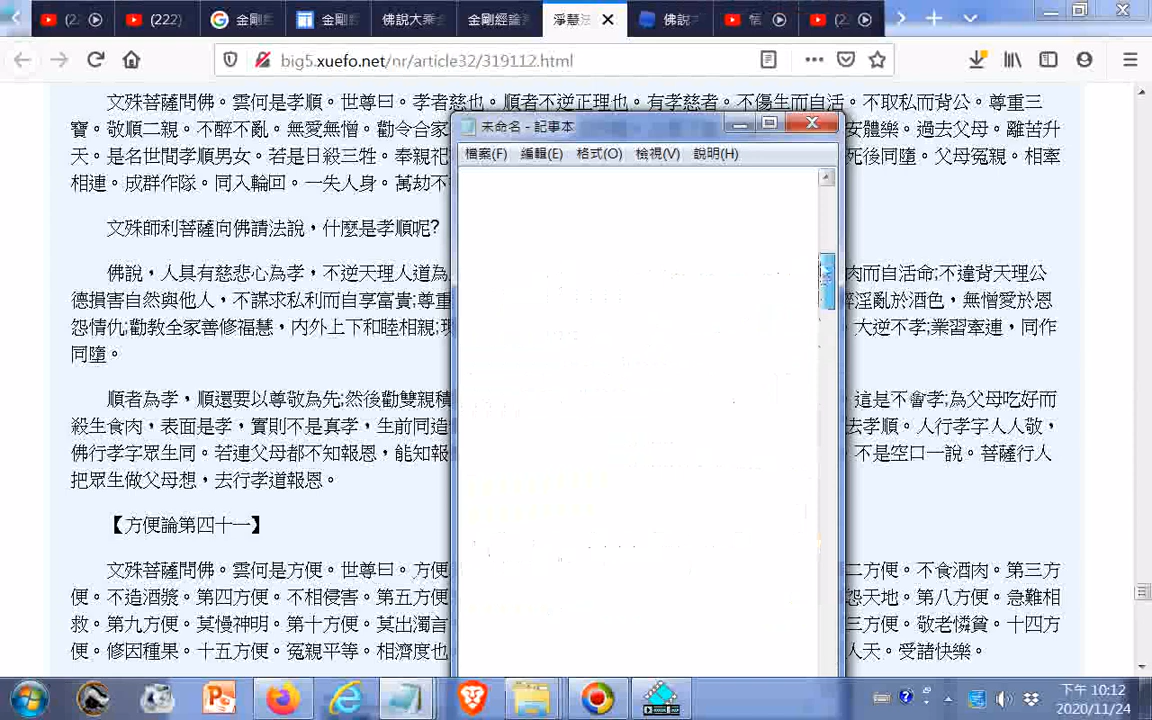 (2
(222)
金剛
金剛
佛說大乘
金剛經論
淨慧法
佛說
(2
big5.xuefo.net/nr/article32/319112.html
文殊菩薩問佛。雲何是孝順。世尊曰。孝者慈也。順者不逆正理也。有孝慈者。不傷生而自活。不取私而背公。尊重三
寶。敬順二親。不醉不亂。無愛無憎。勸令合家 安體樂。過去父母。離苦升
天。是名世間孝順男女。若是日殺三牲。奉親祀 死後同墮。父母冤親。相牽
相連。成群作隊。同入輪回。一失人身。萬劫不
文殊師利菩薩向佛請法說，什麼是孝順呢?
佛說，人具有慈悲心為孝，不逆天理人道為 肉而自活命;不違背天理公
德損害自然與他人，不謀求私利而自享富貴;尊重 醉淫亂於酒色，無憎愛於恩
怨情仇;勸教全家善修福慧，內外上下和睦相親;現 大逆不孝;業習牽連，同作
同墮。
順者為孝，順還要以尊敬為先;然後勸雙親積 這是不會孝;為父母吃好而
殺生食肉，表面是孝，實則不是真孝，生前同造 去孝順。人行孝字人人敬，
佛行孝字眾生同。若連父母都不知報恩，能知報 不是空口一說。菩薩行人
把眾生做父母想，去行孝道報恩。
【方便論第四十一】
文殊菩薩問佛。雲何是方便。世尊曰。方便 二方便。不食酒肉。第三方
便。不造酒漿。第四方便。不相侵害。第五方便 怨天地。第八方便。急難相
救。第九方便。莫慢神明。第十方便。莫出濁言 三方便。敬老憐貧。十四方
便。修因種果。十五方便。冤親平等。相濟度也 人天。受諸快樂。
未命名 - 記事本
檔案(F) 編輯(E) 格式(O) 檢視(V) 說明(H)
下午 10:12
2020/11/24